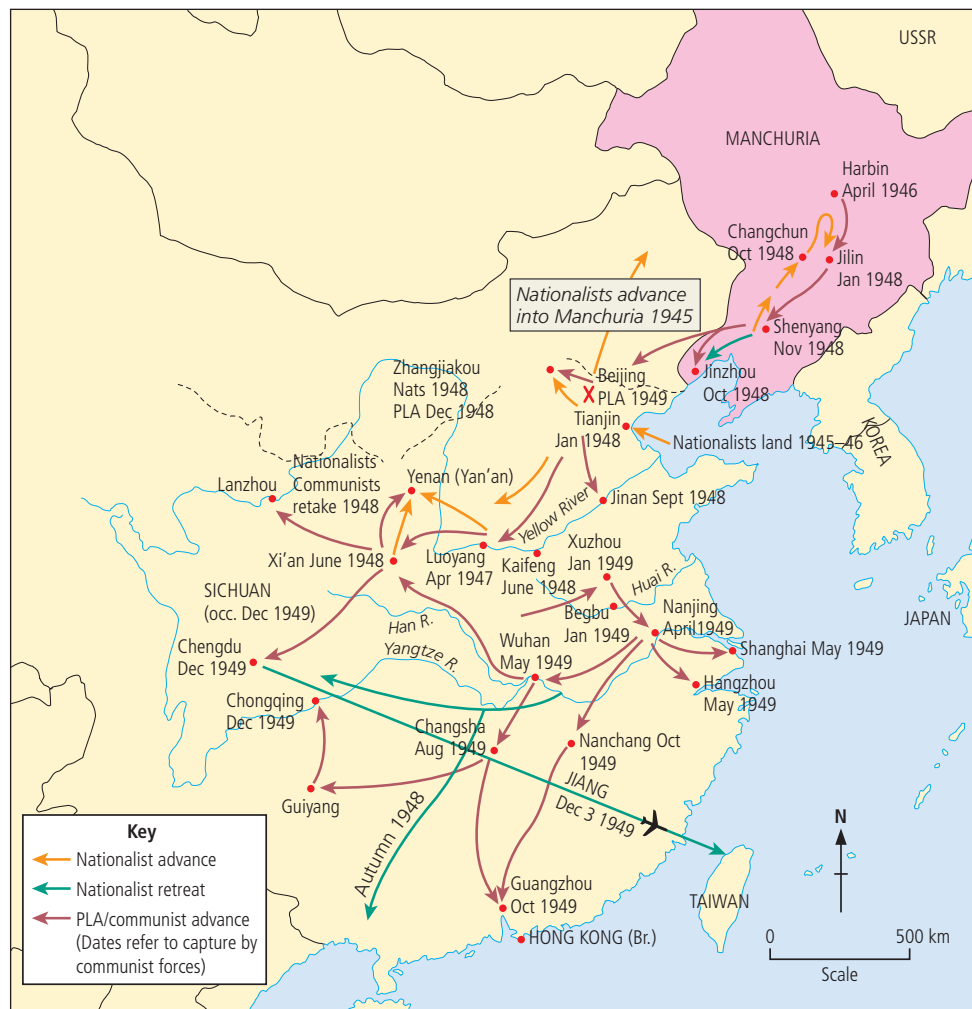 USSR
MANCHURIA
Harbin
April 1946
Changchun
Oct 1948
Jilin
Jan 1948
Nationalists advance
into Manchuria 1945
Shenyang
Nov 1948
Zhangjiakou
Nats 1948
PLA Dec 1948
Beijing
X PLA 1949
Jinzhou
Oct 1948
Tianjin
Jan 1948
Nationalists land 1945–46
KOREA
Nationalists
Communists
retake 1948
Lanzhou
Yenan (Yan'an)
Jinan Sept 1948
Yellow River
Xi'an June 1948
Luoyang
Apr 1947
Kaifeng
June 1948
Xuzhou
Jan 1949
Huai R.
SICHUAN
(occ. Dec 1949)
Begbu
Jan 1949
Nanjing
April1949
JAPAN
Han R.
Yangtze R.
Chengdu
Dec 1949
Wuhan
May 1949
Shanghai May 1949
Hangzhou
May 1949
Chongqing
Dec 1949
Changsha
Aug 1949
Nanchang Oct
1949
JIANG
Dec 3 1949
Guiyang
Autumn 1948
Guangzhou
Oct 1949
HONG KONG (Br.)
TAIWAN
N
0 500 km
Scale
Key
Nationalist advance
Nationalist retreat
PLA/communist advance
(Dates refer to capture by
communist forces)